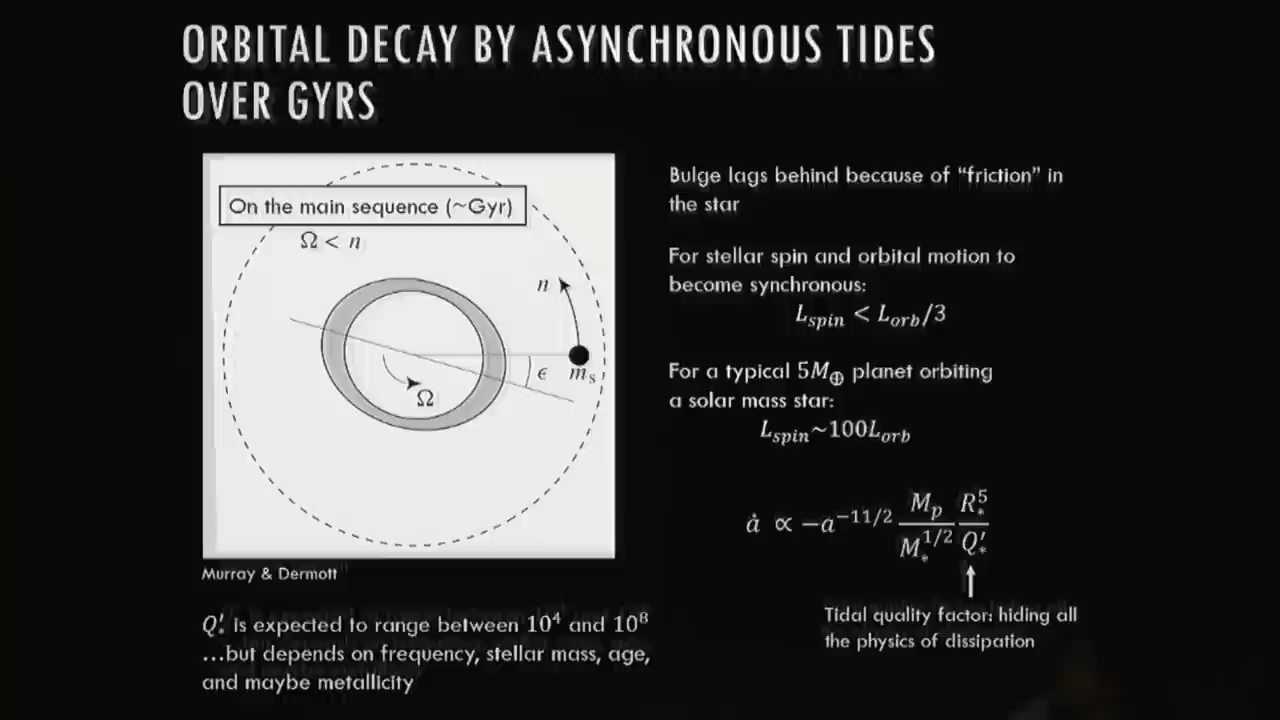 ORBITAL DECAY BY ASYNCHRONOUS TIDES
OVER GYRS
On the main sequence (~Gyr)
Ω < n
n
ϵ
mₛ
Ω
Murray & Dermott
Q′* is expected to range between 10⁴ and 10⁸
...but depends on frequency, stellar mass, age,
and maybe metallicity
Bulge lags behind because of “friction” in
the star
For stellar spin and orbital motion to
become synchronous:
L_spin < L_orb/3
For a typical 5M⊕ planet orbiting
a solar mass star:
L_spin~100L_orb
ȧ ∝ −a^(−11/2) M_p/M_*^(1/2) R_*^5/Q′_*
Tidal quality factor: hiding all
the physics of dissipation